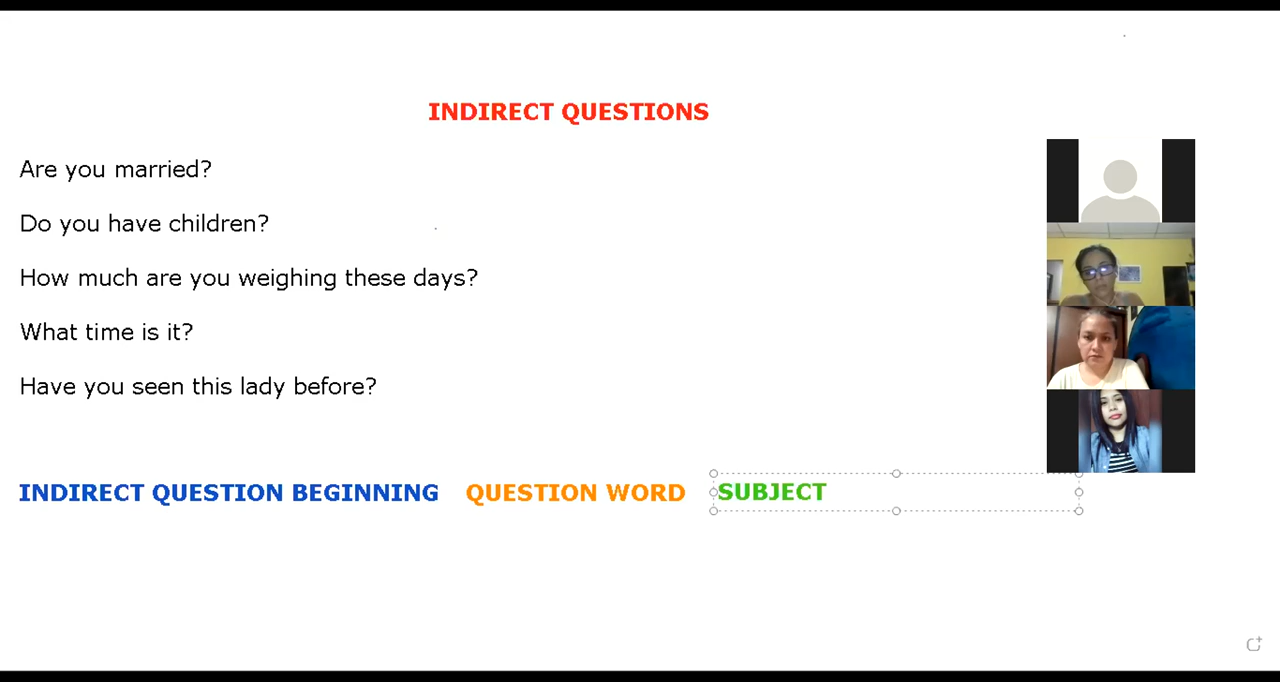 INDIRECT QUESTIONS
Are you married?
Do you have children?
How much are you weighing these days?
What time is it?
Have you seen this lady before?
INDIRECT QUESTION BEGINNING QUESTION WORD SUBJECT